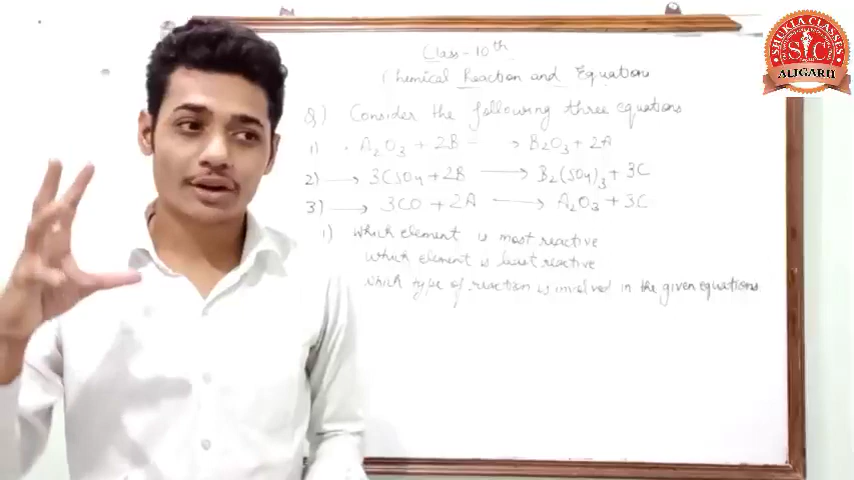 Class - 10th
Chemical Reaction and Equation
Q) Consider the following three equations
1) A2O3 + 2B → B2O3 + 2A
2) → 3CSO4 + 2B → B2(SO4)3 + 3C
3) → 3CO + 2A → A2O3 + 3C
1) which element is most reactive
which element is least reactive
which type of reaction is involved in the given equations
SHUKLA CLASSES
SC
ALIGARH